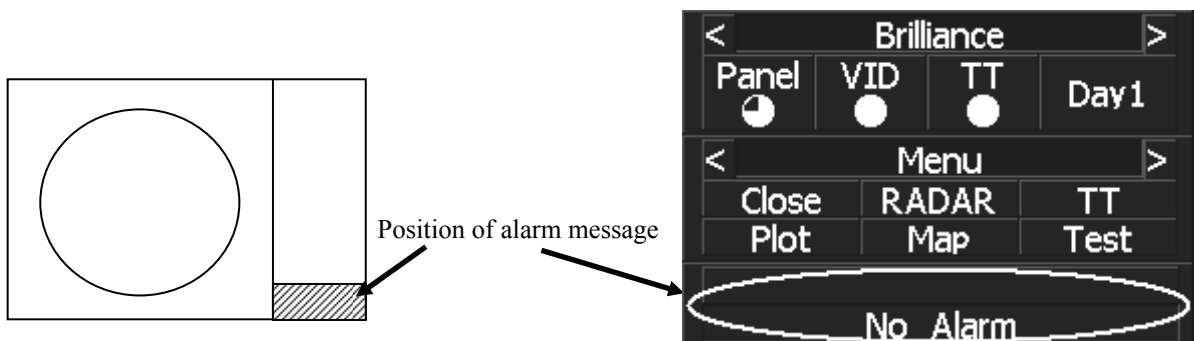 Position of alarm message
< Brilliance >
Panel VID TT Day1
< Menu >
Close RADAR TT
Plot Map Test
No Alarm